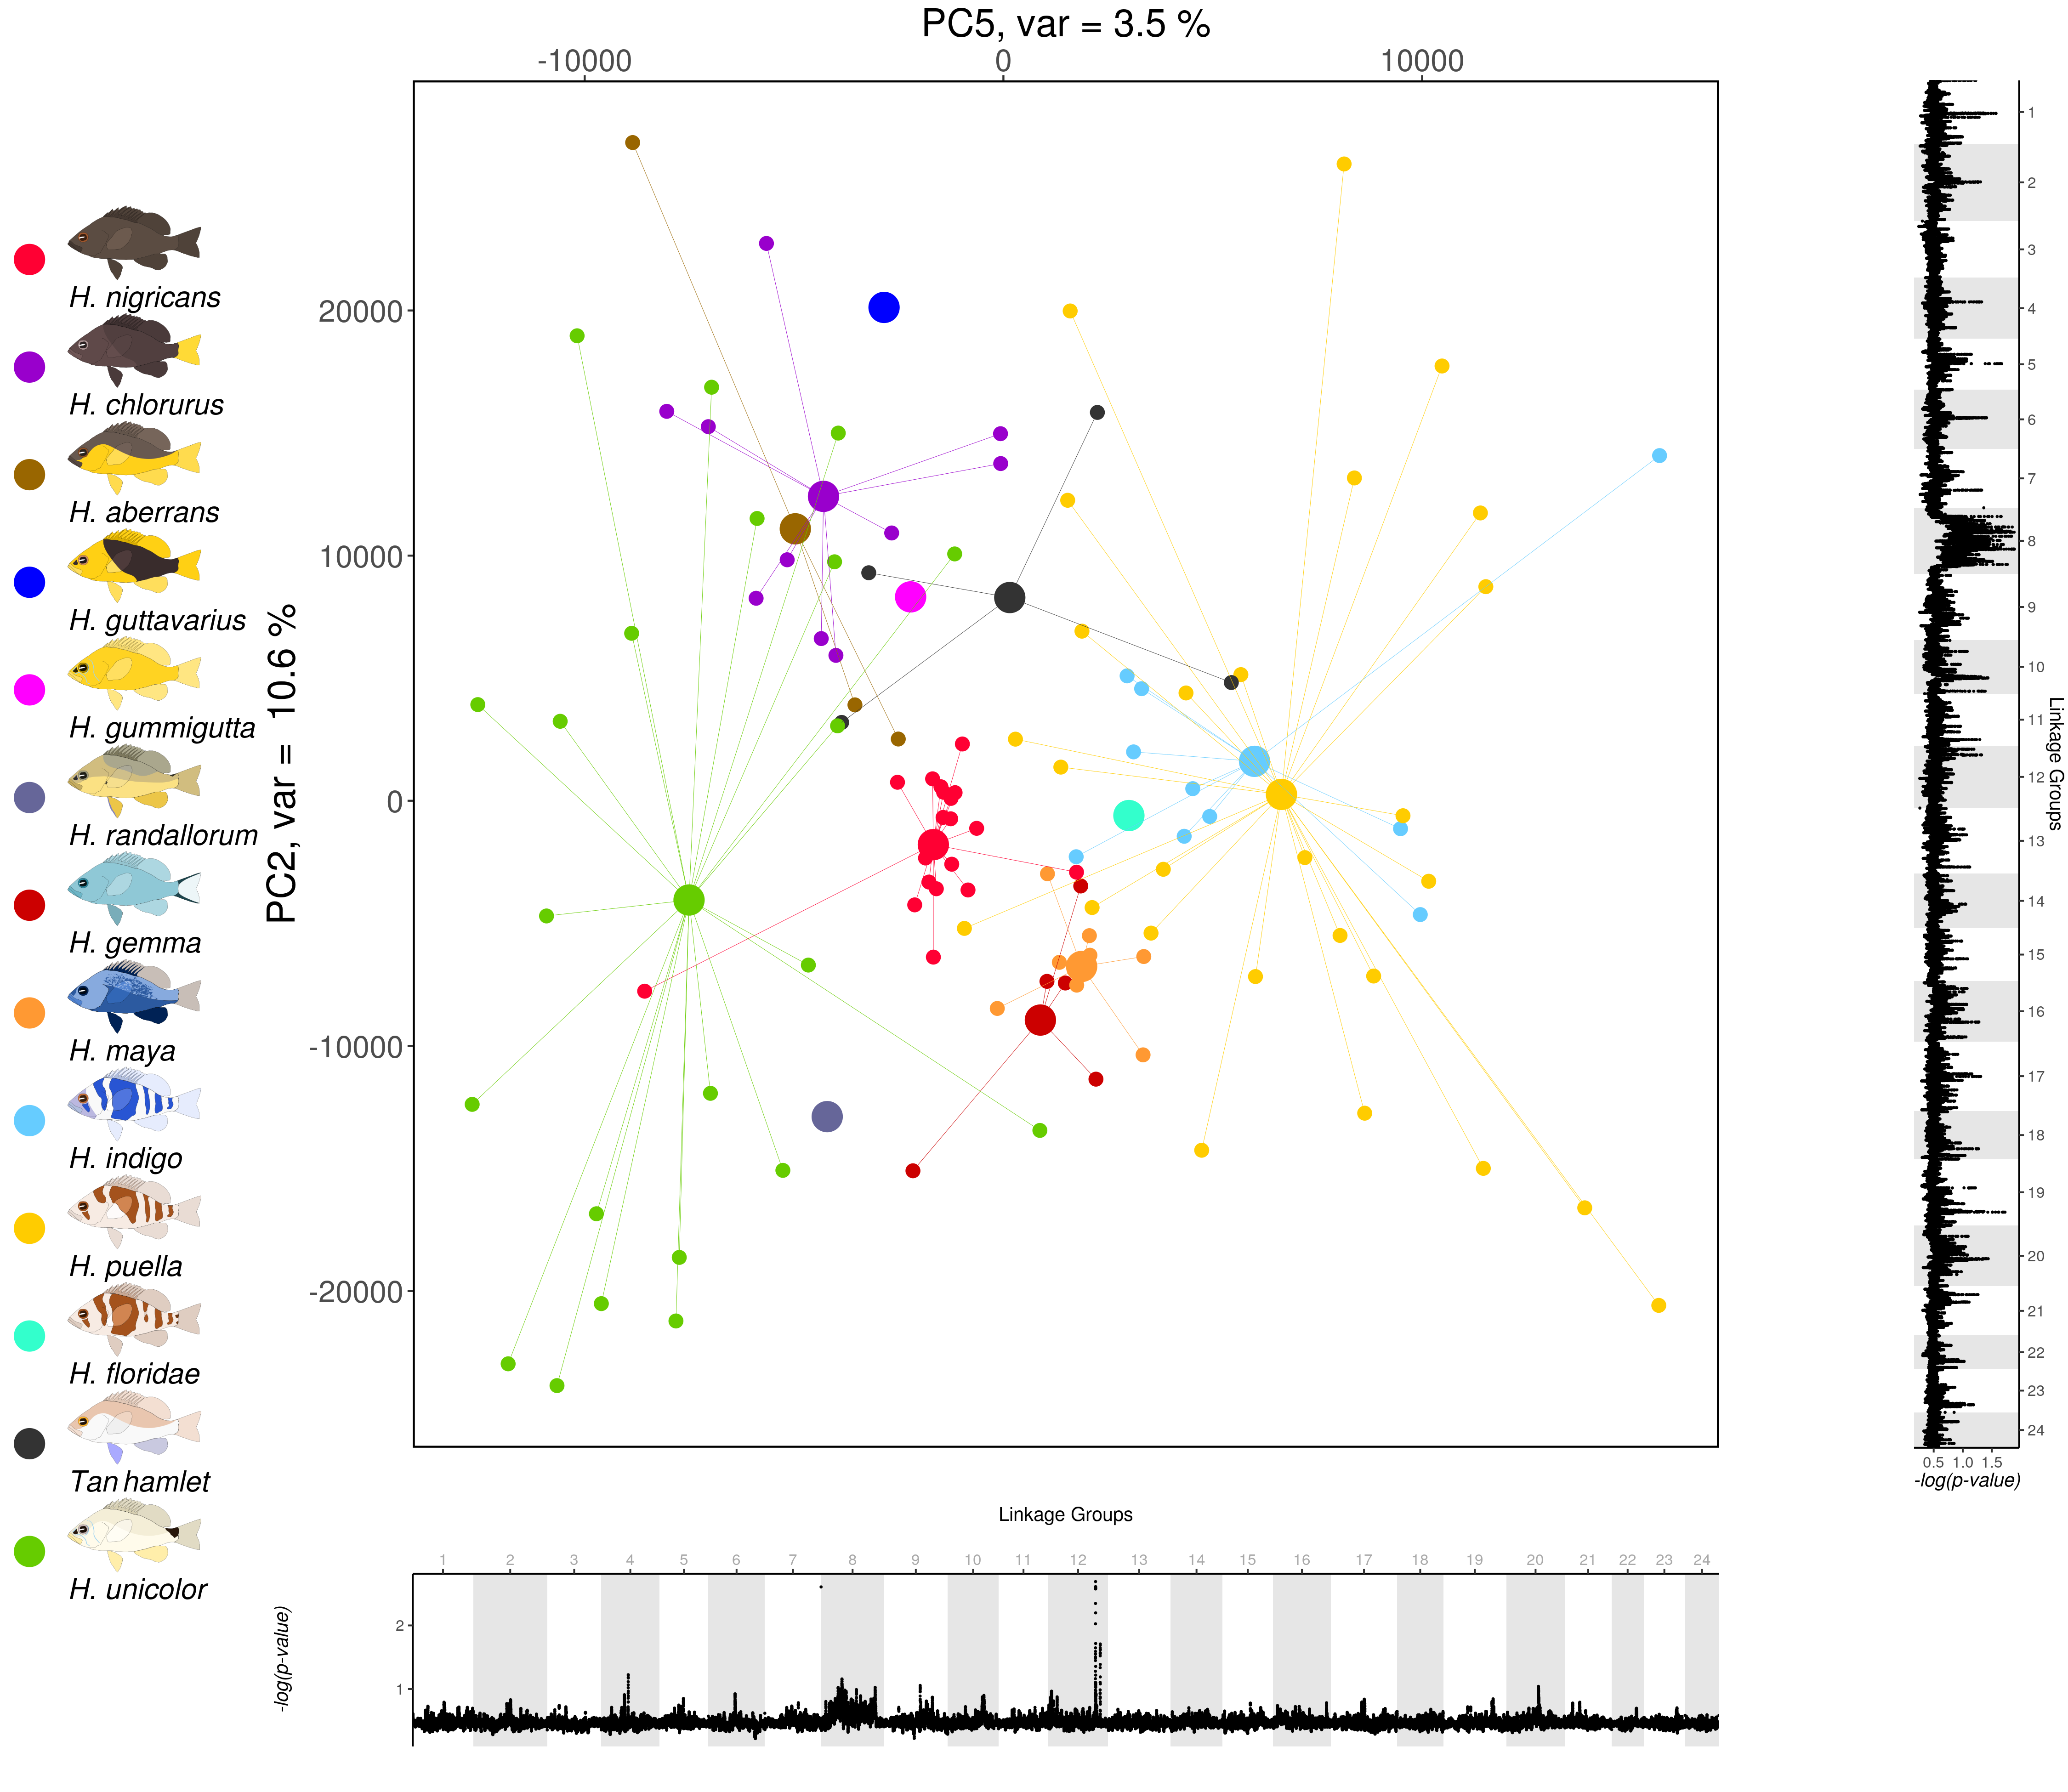 PC5, var = 3.5 %
-10000 0 10000
PC2, var = 10.6 %
20000
10000
0
-10000
-20000
H. nigricans
H. chlorurus
H. aberrans
H. guttavarius
H. gummigutta
H. randallorum
H. gemma
H. maya
H. indigo
H. puella
H. floridae
Tan hamlet
H. unicolor
1
2
3
4
5
6
7
8
9
10
11
12
13
14
15
16
17
18
19
20
21
22
23
24
Linkage Groups
0.5 1.0 1.5
-log(p-value)
Linkage Groups
1 2 3 4 5 6 7 8 9 10 11 12 13 14 15 16 17 18 19 20 21 22 23 24
-log(p-value)
2
1